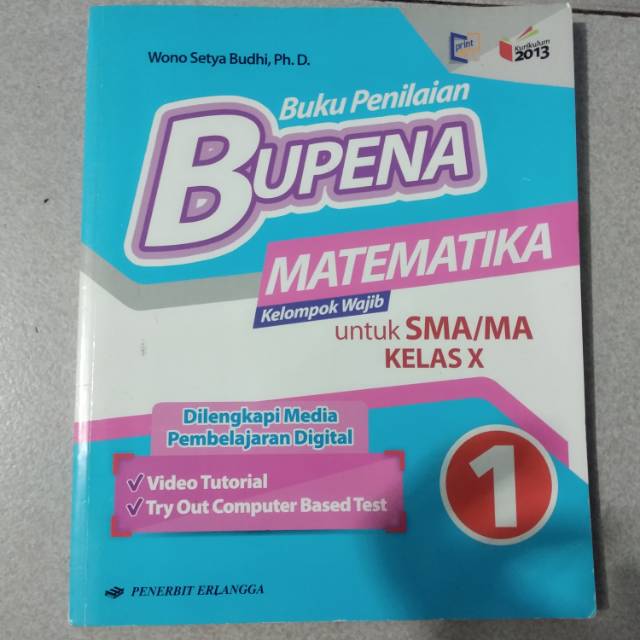 Wono Setya Budhi, Ph. D.
print
Kurikulum
2013
Buku Penilaian
BUPENA
MATEMATIKA
Kelompok Wajib
untuk SMA/MA
KELAS X
Dilengkapi Media
Pembelajaran Digital
Video Tutorial
Try Out Computer Based Test
1
PENERBIT ERLANGGA